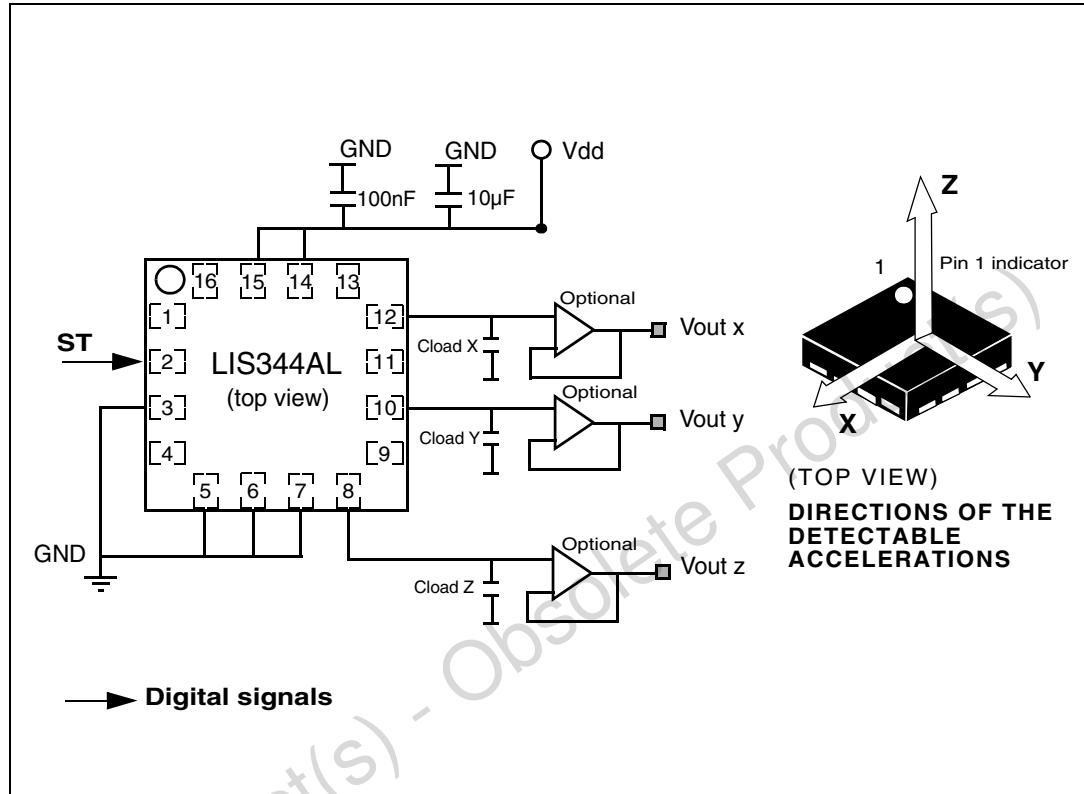 GND GND Vdd
100nF 10µF
16 15 14 13
1 12
ST 2 11
3 10
4 9
5 6 7 8
LIS344AL
(top view)
GND
Cload X
Optional
Vout x
Cload Y
Optional
Vout y
Cload Z
Optional
Vout z
Digital signals
Z
1 Pin 1 indicator
X Y
(TOP VIEW)
DIRECTIONS OF THE
DETECTABLE
ACCELERATIONS
ct(s) - Obsolete Product(s)